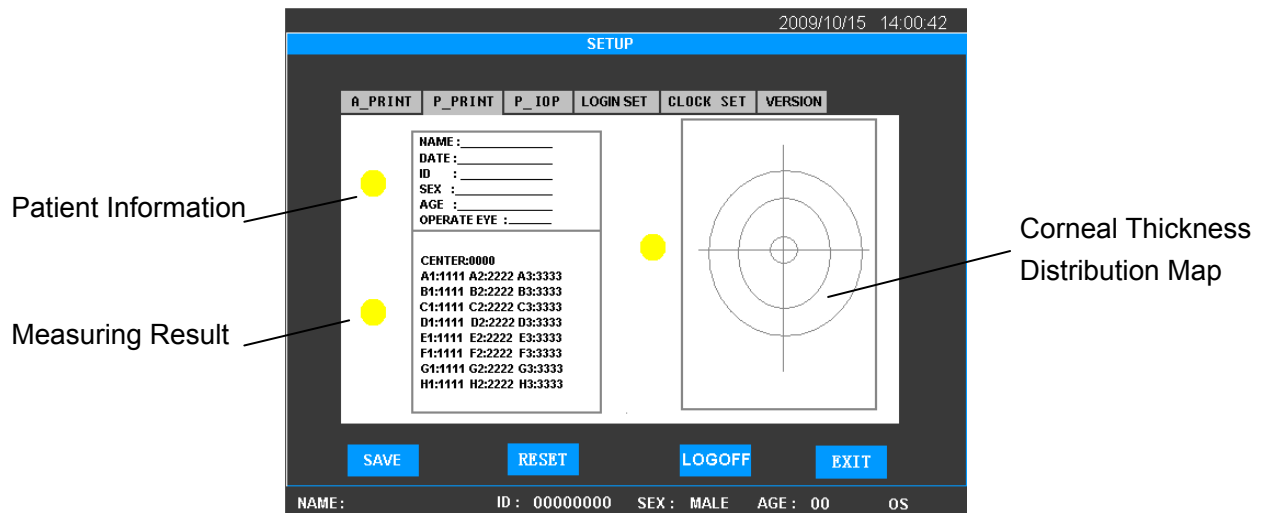 2009/10/15 14:00:42
SETUP
A_PRINT P_PRINT P_IOP LOGIN SET CLOCK SET VERSION
NAME :
DATE :
ID :
SEX :
AGE :
OPERATE EYE :
Patient Information
CENTER:0000
A1:1111 A2:2222 A3:3333
B1:1111 B2:2222 B3:3333
C1:1111 C2:2222 C3:3333
D1:1111 D2:2222 D3:3333
E1:1111 E2:2222 E3:3333
F1:1111 F2:2222 F3:3333
G1:1111 G2:2222 G3:3333
H1:1111 H2:2222 H3:3333
Measuring Result
Corneal Thickness
Distribution Map
SAVE RESET LOGOFF EXIT
NAME: ID: 00000000 SEX: MALE AGE: 00 OS